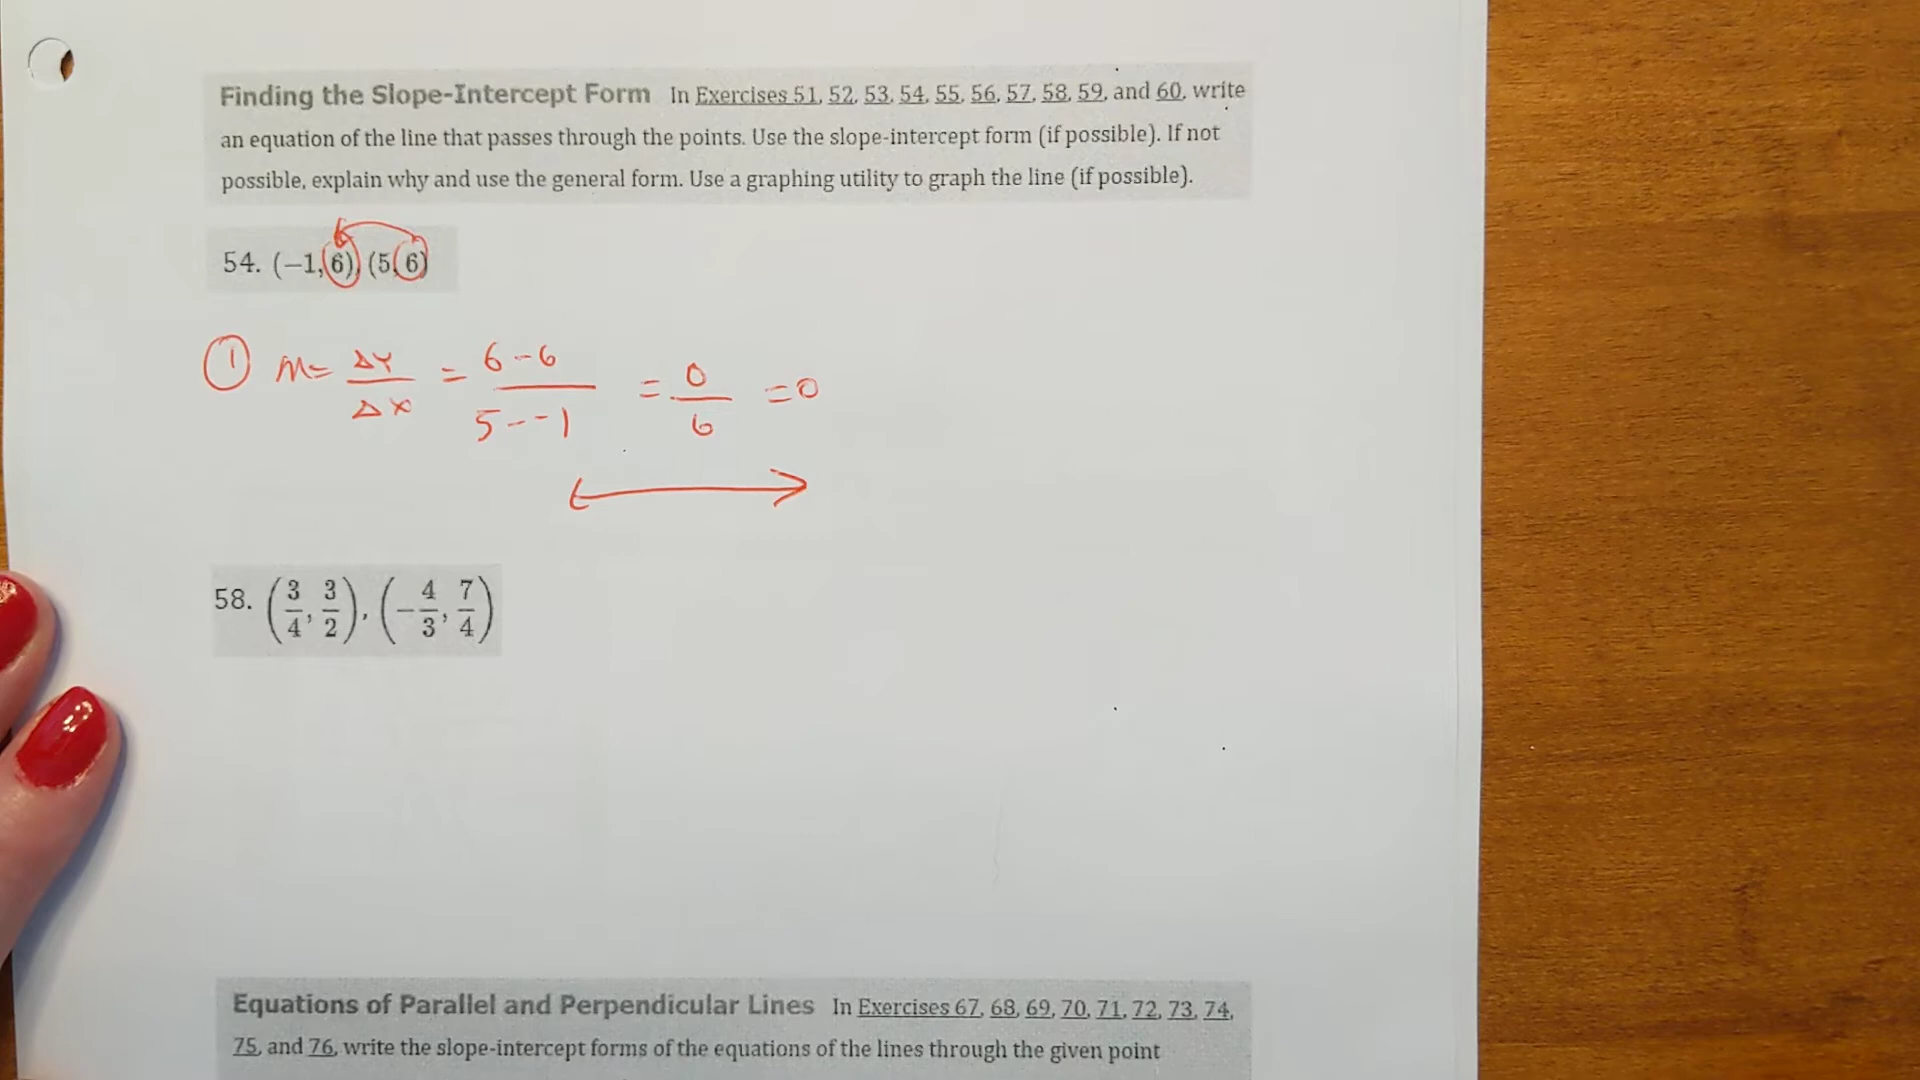 Finding the Slope-Intercept Form In Exercises 51, 52, 53, 54, 55, 56, 57, 58, 59, and 60, write
an equation of the line that passes through the points. Use the slope-intercept form (if possible). If not
possible, explain why and use the general form. Use a graphing utility to graph the line (if possible).
54. (−1, 6), (5, 6)
① m = ΔY/Δx = 6-6/5--1 = 0/6 = 0
58. (3/4, 3/2), (−4/3, 7/4)
Equations of Parallel and Perpendicular Lines In Exercises 67, 68, 69, 70, 71, 72, 73, 74,
75, and 76, write the slope-intercept forms of the equations of the lines through the given point